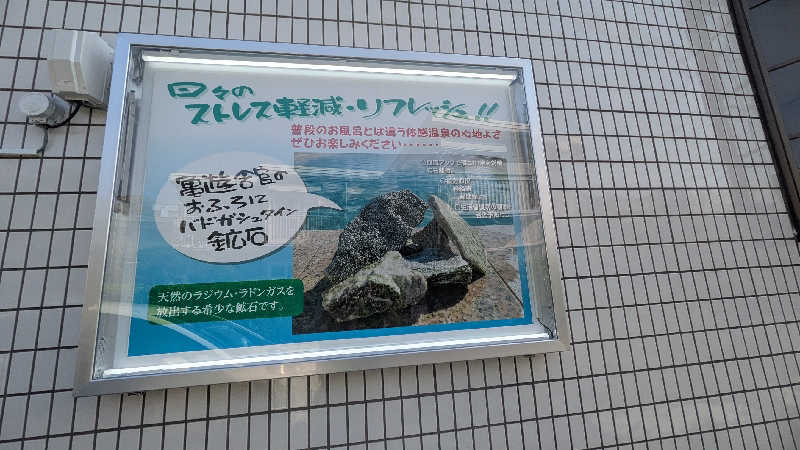 日々の
ストレス軽減・リフレッシュ!!
普段のお風呂とは違う体感温泉の心地よさ
ぜひお楽しみください……
萬葉舎館の
おふろに
バドガシュタイン
鉱石
天然のラジウム・ラドンガスを
放出する希少な鉱石です。